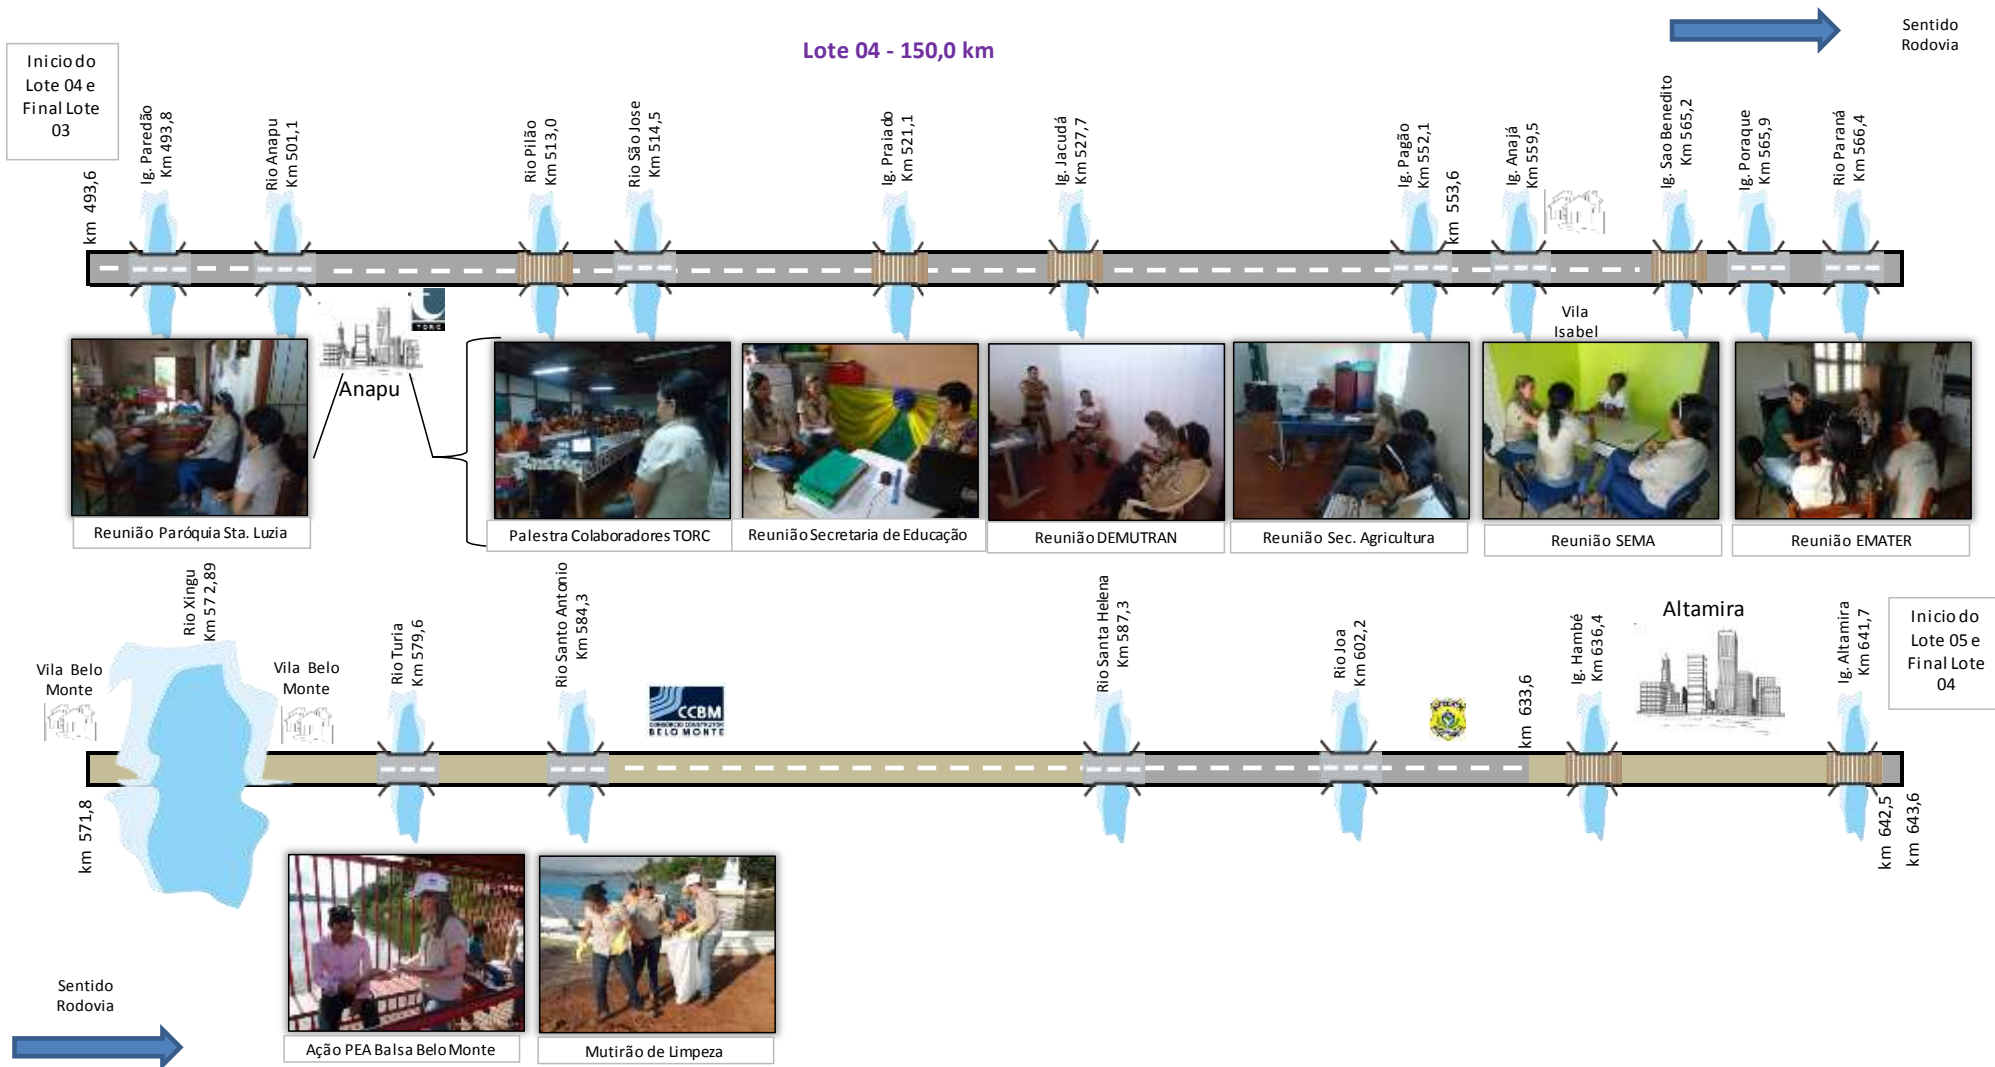 Lote 04 - 150,0 km
Sentido
Rodovia
Inicio do
Lote 04 e
Final Lote
03
km 493,6
Ig. Paredão
Km 493,8
Rio Anapu
Km 501,1
Rio Pilão
Km 513,0
Rio São Jose
Km 514,5
Ig. Praiado
Km 521,1
Ig. Jacudá
Km 527,7
Ig. Pagão
Km 552,1
km 553,6
Ig. Anajá
Km 559,5
Ig. Sao Benedito
Km 565,2
Ig. Poraque
Km 565,9
Rio Paraná
Km 566,4
TORC
Anapu
Vila
Isabel
Reunião Paróquia Sta. Luzia
Palestra Colaboradores TORC
Reunião Secretaria de Educação
Reunião DEMUTRAN
Reunião Sec. Agricultura
Reunião SEMA
Reunião EMATER
Vila Belo
Monte
Rio Xingu
Km 572,89
Vila Belo
Monte
Rio Turia
Km 579,6
Rio Santo Antonio
Km 584,3
CCBM
CONSÓRCIO CONSTRUTOR
BELO MONTE
Rio Santa Helena
Km 587,3
Rio Joa
Km 602,2
km 633,6
Ig. Hambé
Km 636,4
Altamira
Ig. Altamira
Km 641,7
Inicio do
Lote 05 e
Final Lote
04
km 571,8
km 642,5
km 643,6
Ação PEA Balsa Belo Monte
Mutirão de Limpeza
Sentido
Rodovia